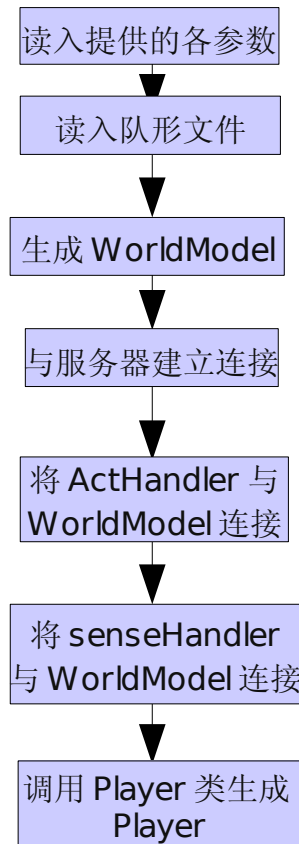 读入提供的各参数
读入队形文件
生成 WorldModel
与服务器建立连接
将 ActHandler 与
WorldModel 连接
将 senseHandler
与 WorldModel 连接
调用 Player 类生成
Player